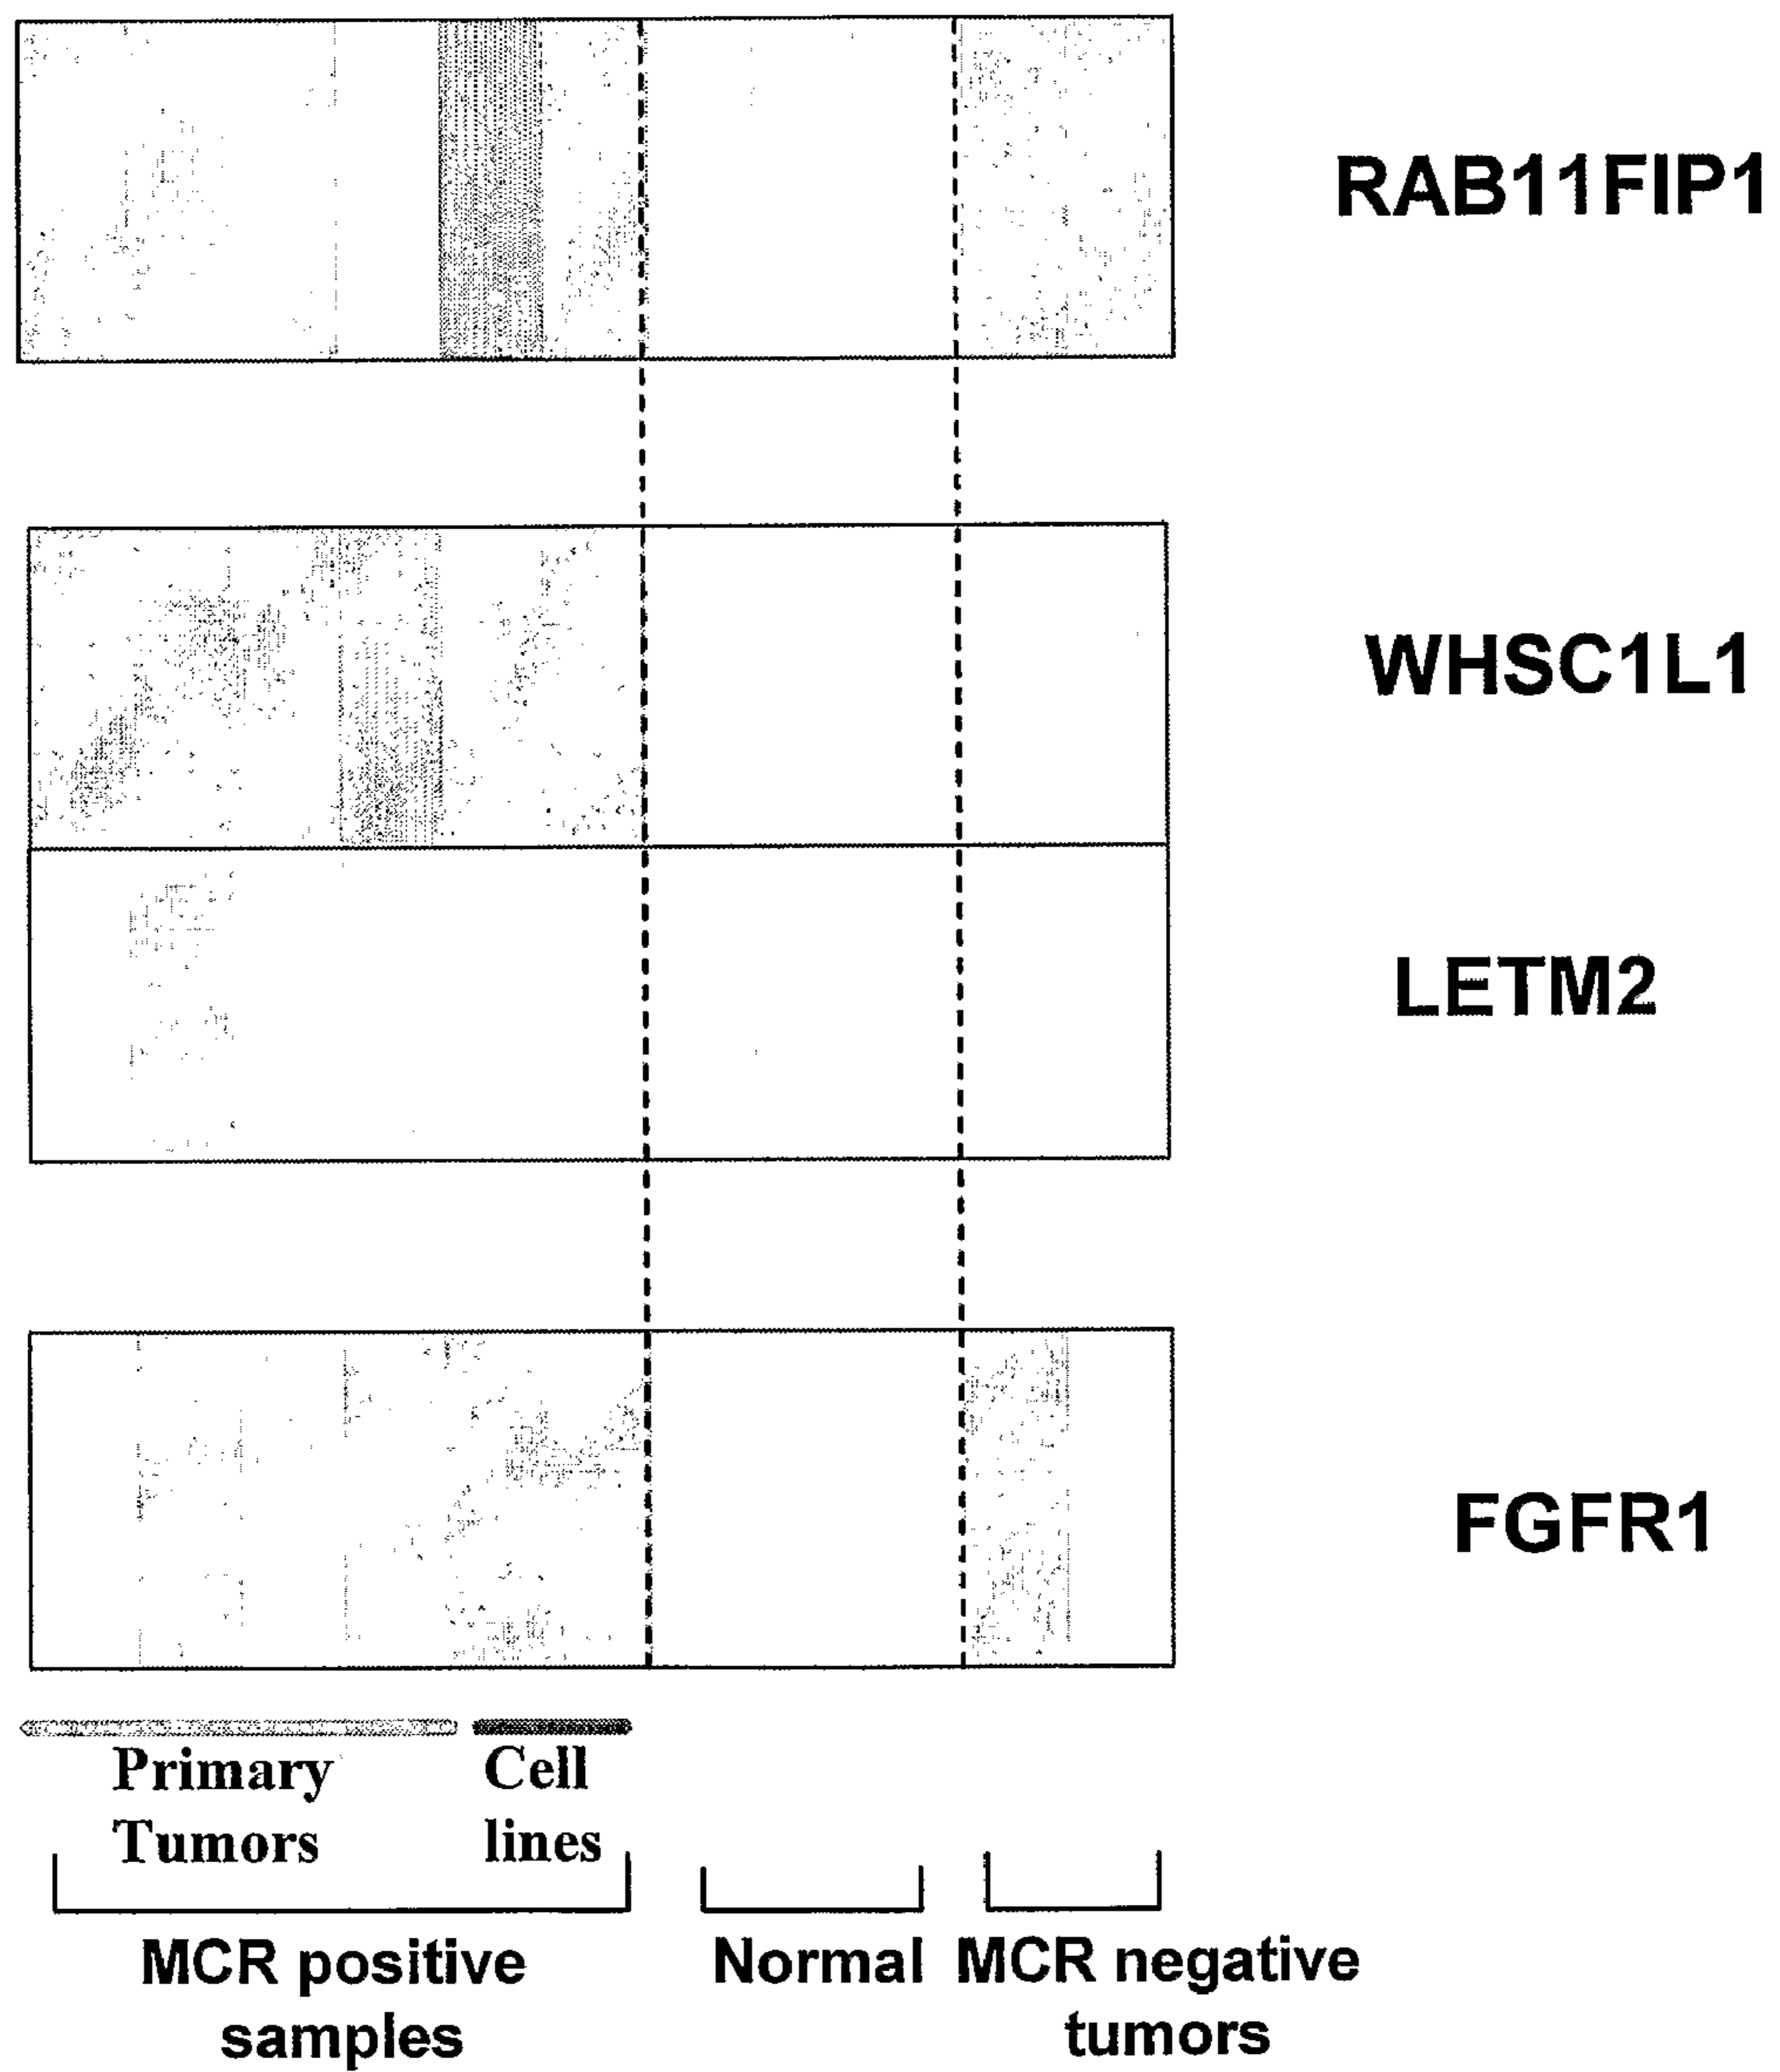 RAB11FIP1
WHSC1L1
LETM2
FGFR1
Primary
Tumors
Cell
lines
MCR positive
samples
Normal
MCR negative
tumors